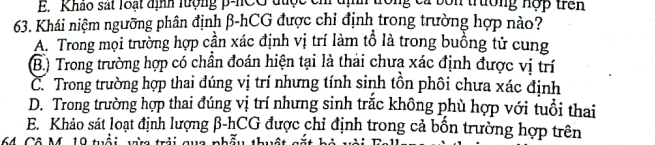 E. Khảo sát loạt định lượng β-hCG được chỉ định trong cả bốn trường hợp trên
63. Khái niệm ngưỡng phân định β-hCG được chỉ định trong trường hợp nào?
A. Trong mọi trường hợp cần xác định vị trí làm tổ là trong buồng tử cung
B. Trong trường hợp có chẩn đoán hiện tại là thai chưa xác định được vị trí
C. Trong trường hợp thai đúng vị trí nhưng tính sinh tồn phôi chưa xác định
D. Trong trường hợp thai đúng vị trí nhưng sinh trắc không phù hợp với tuổi thai
E. Khảo sát loạt định lượng β-hCG được chỉ định trong cả bốn trường hợp trên
64. Cô M. 19 tuổi, vừa trải qua phẫu thuật cắt bỏ vòi